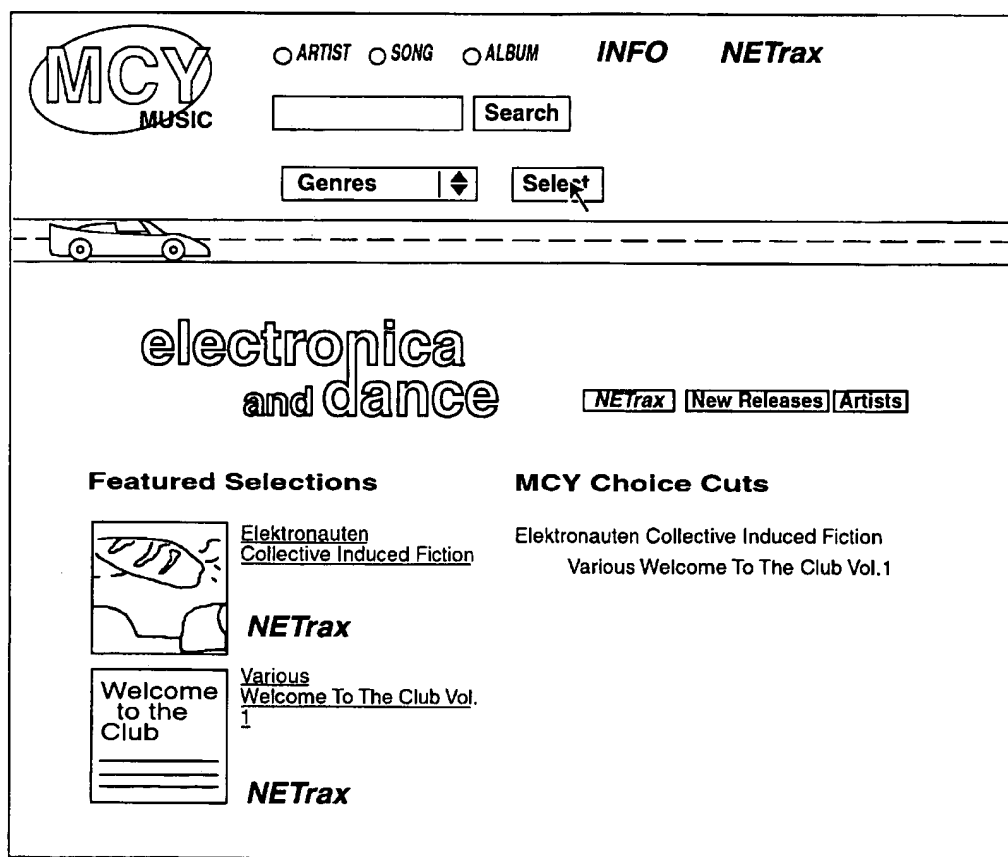 MCY
MUSIC
ARTIST SONG ALBUM INFO NETrax
Search
Genres Select
electronica
and dance
NETrax New Releases Artists
Featured Selections
Elektronauten
Collective Induced Fiction
NETrax
Welcome
to the
Club
Various
Welcome To The Club Vol.
1
NETrax
MCY Choice Cuts
Elektronauten Collective Induced Fiction
Various Welcome To The Club Vol.1